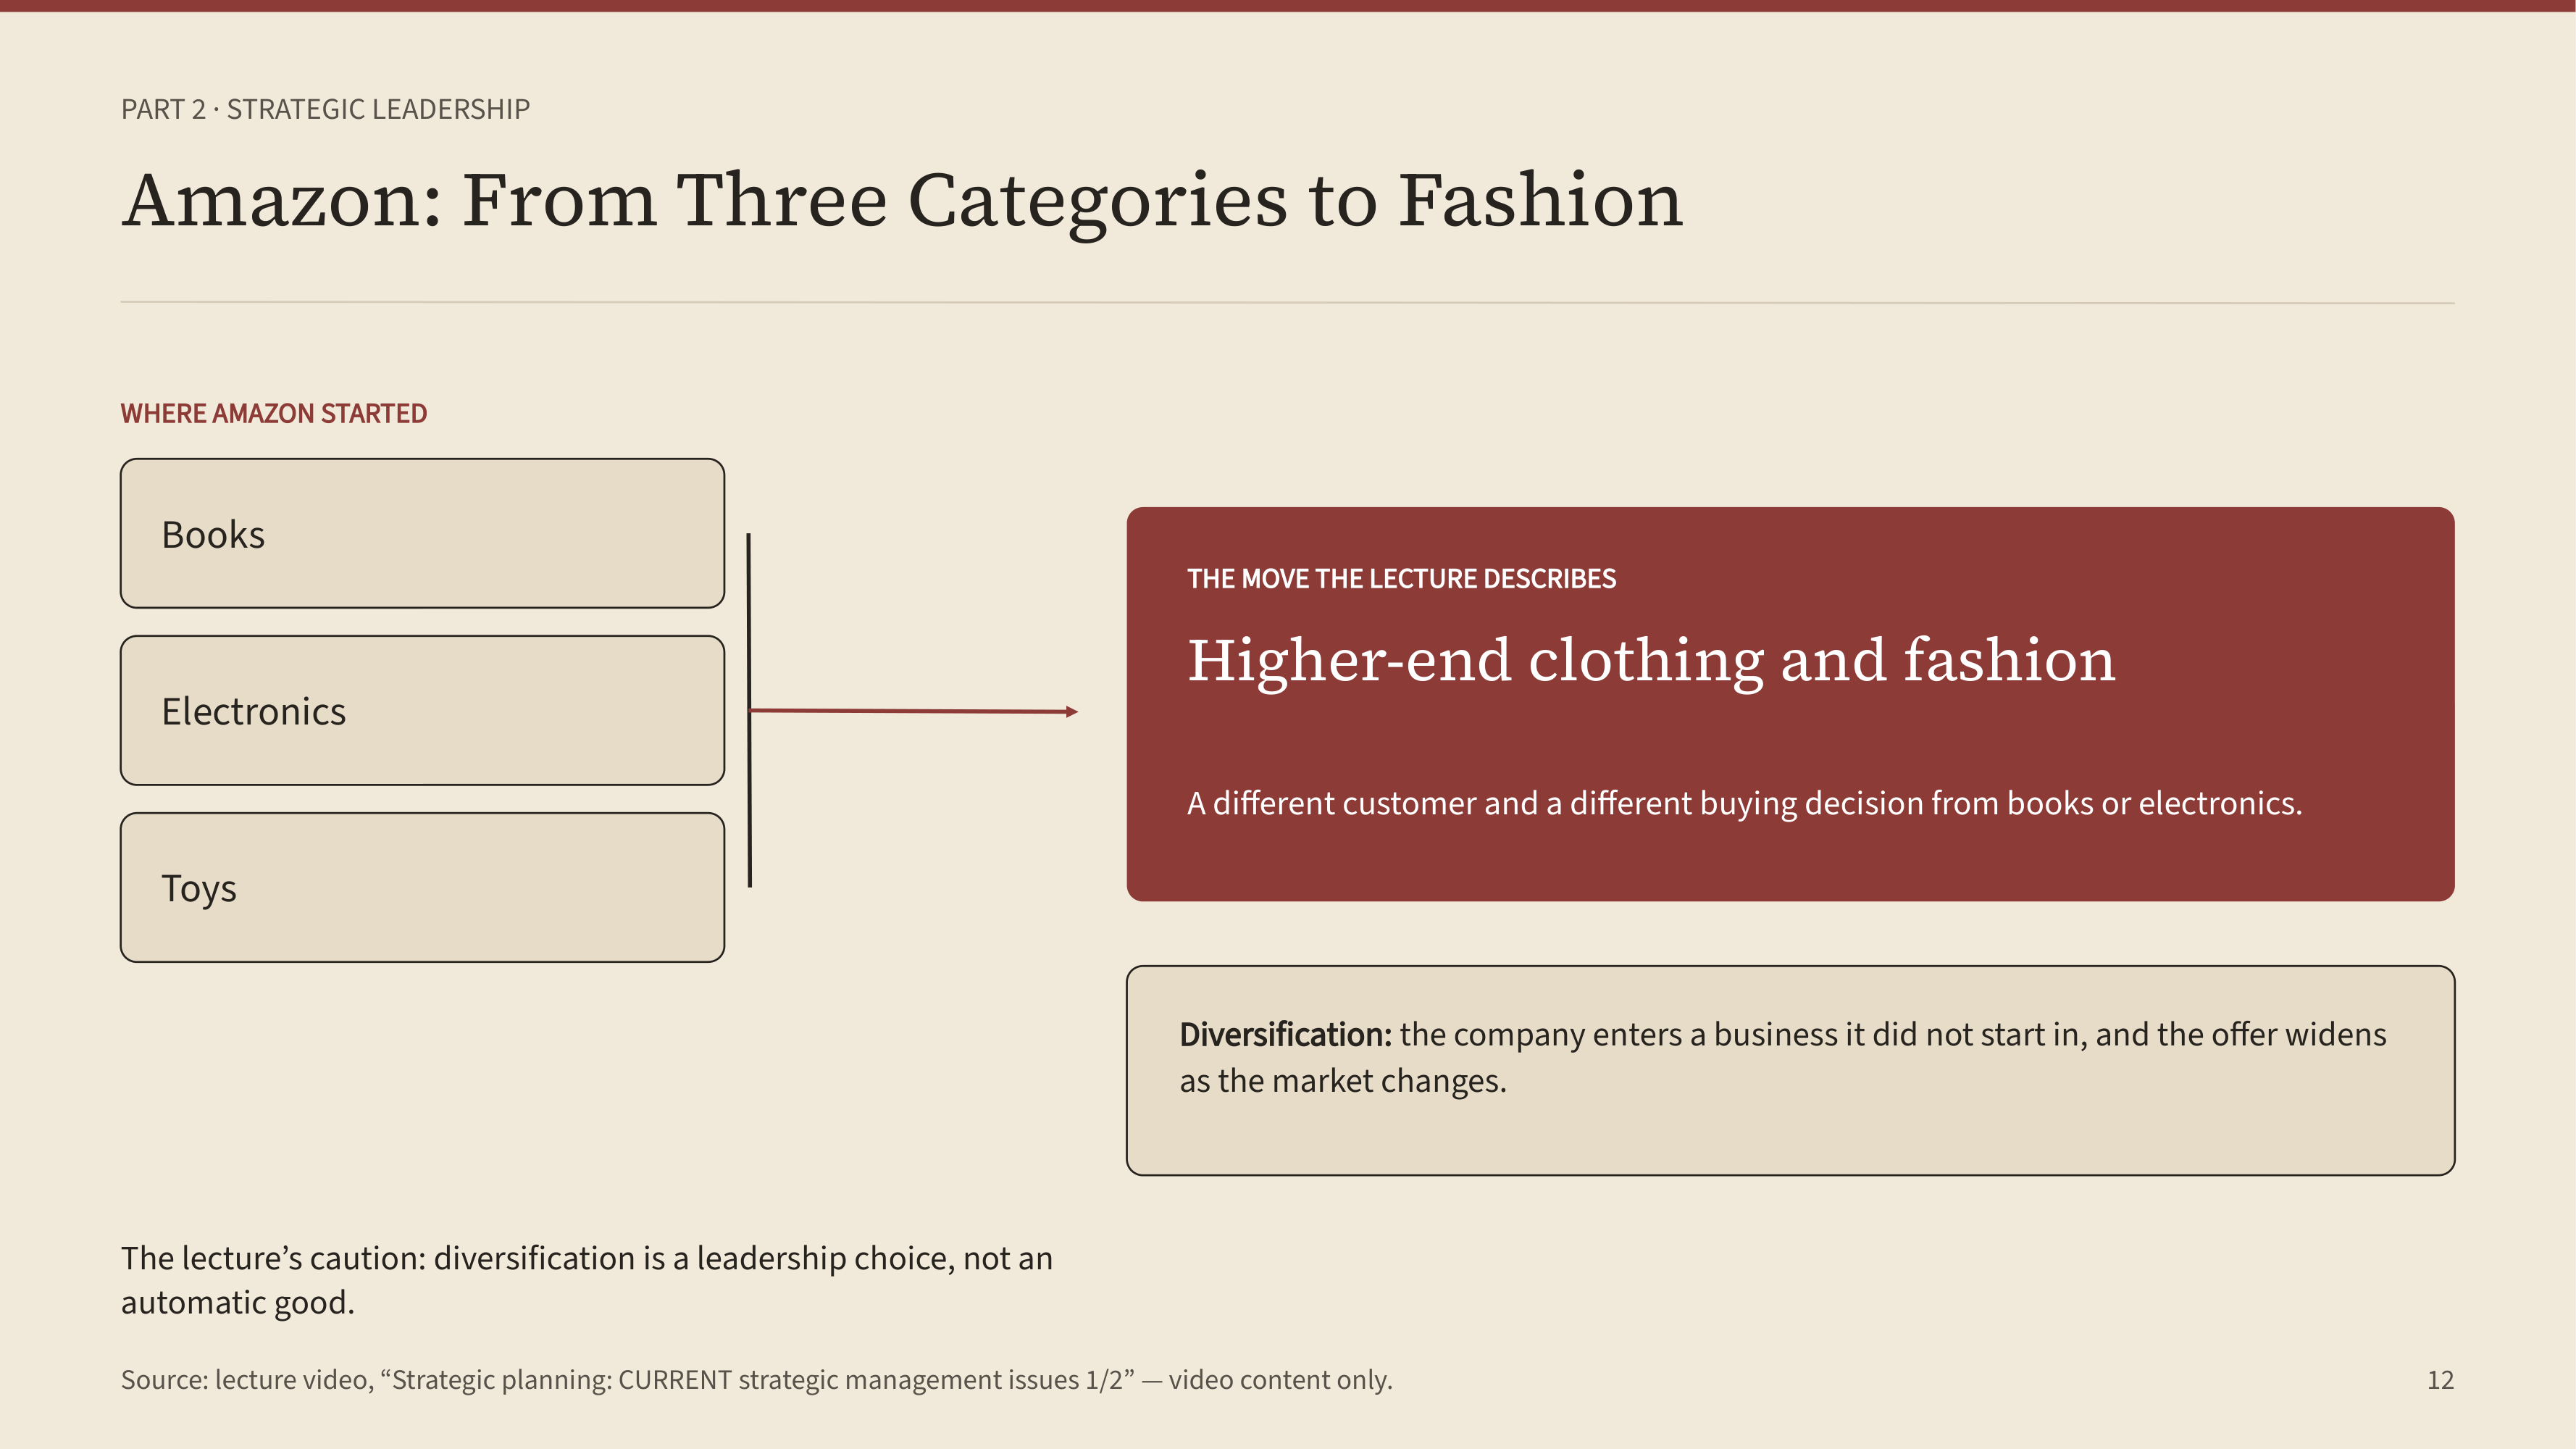 PART 2 · STRATEGIC LEADERSHIP
Amazon: From Three Categories to Fashion
WHERE AMAZON STARTED
Books
Electronics
Toys
THE MOVE THE LECTURE DESCRIBES
Higher-end clothing and fashion
A different customer and a different buying decision from books or electronics.
Diversification: the company enters a business it did not start in, and the offer widens
as the market changes.
The lecture’s caution: diversification is a leadership choice, not an
automatic good.
Source: lecture video, “Strategic planning: CURRENT strategic management issues 1/2” — video content only.
12